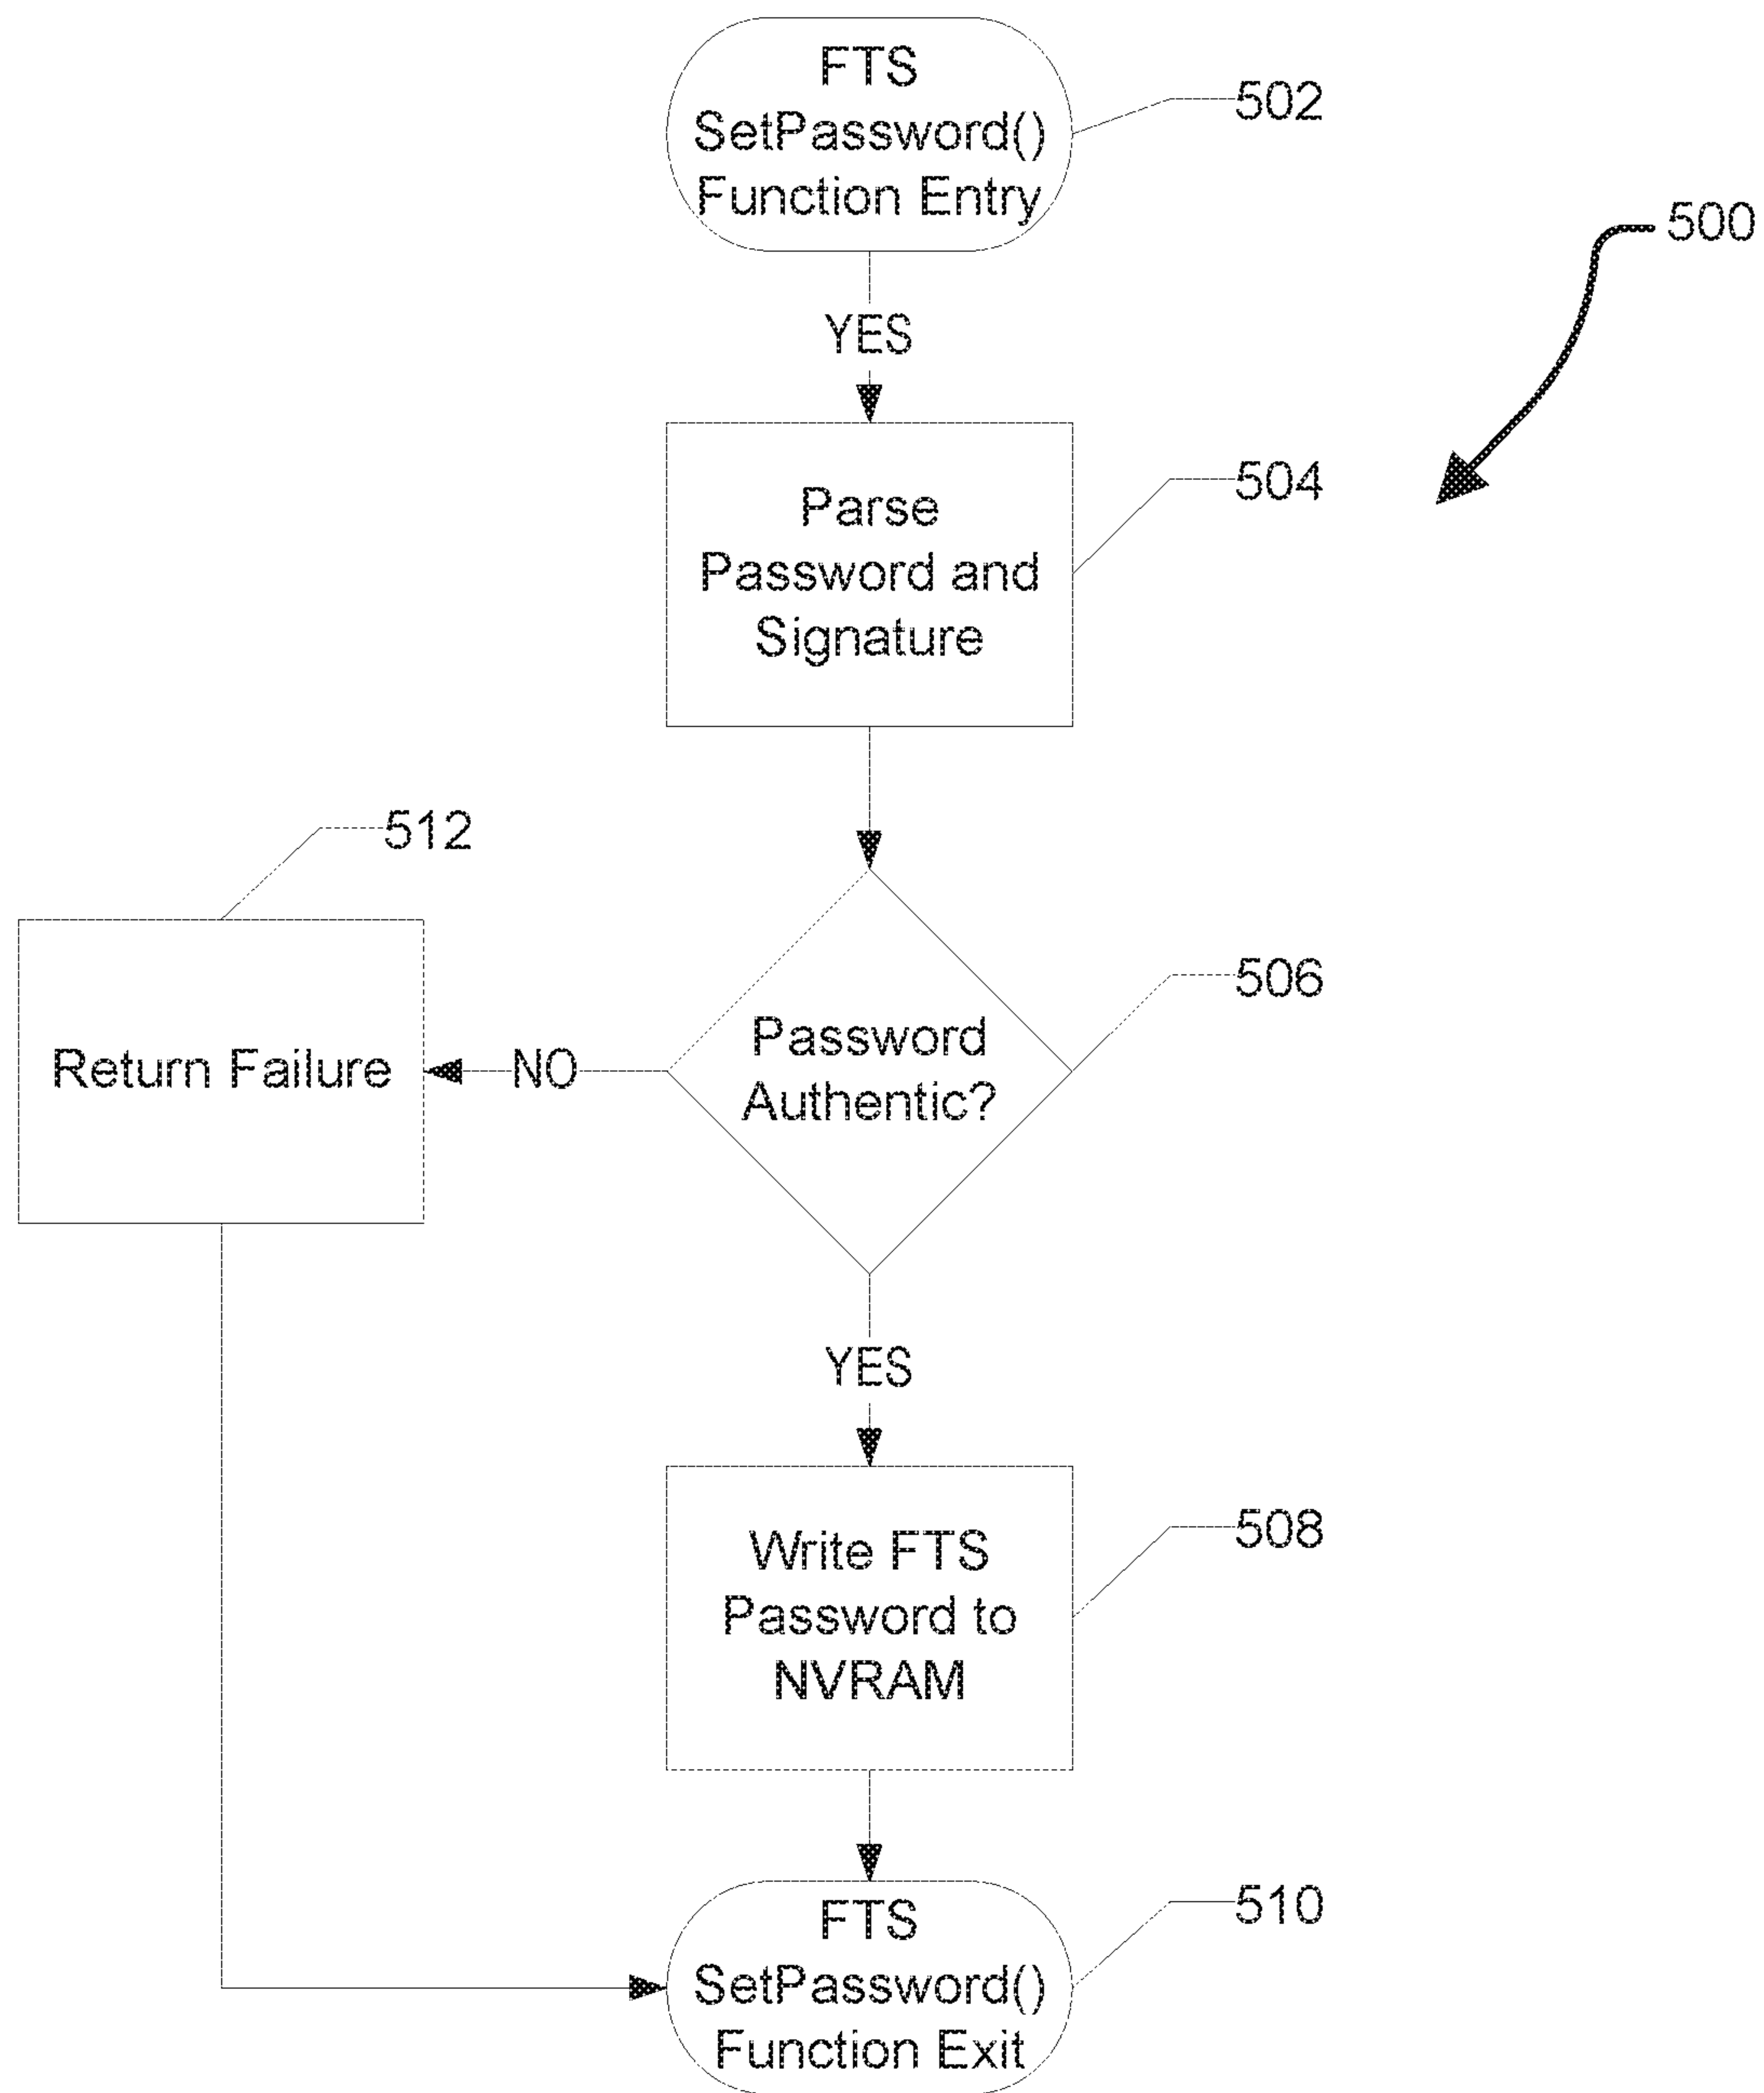 FTS
SetPassword()
Function Entry
502
500
YES
Parse
Password and
Signature
504
512
Return Failure
NO
Password
Authentic?
506
YES
Write FTS
Password to
NVRAM
508
FTS
SetPassword()
Function Exit
510